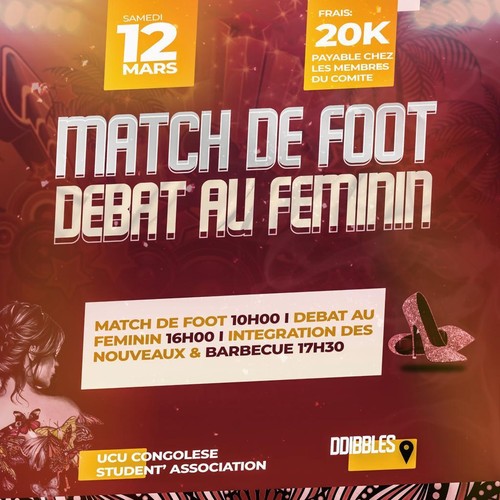 SAMEDI
12
MARS
FRAIS:
20K
PAYABLE CHEZ
LES MEMBRES
DU COMITE
MATCH DE FOOT
DEBAT AU FEMININ
MATCH DE FOOT 10H00 I DEBAT AU
FEMININ 16H00 I INTEGRATION DES
NOUVEAUX & BARBECUE 17H30
UCU CONGOLESE
STUDENT' ASSOCIATION
DDIBBLES